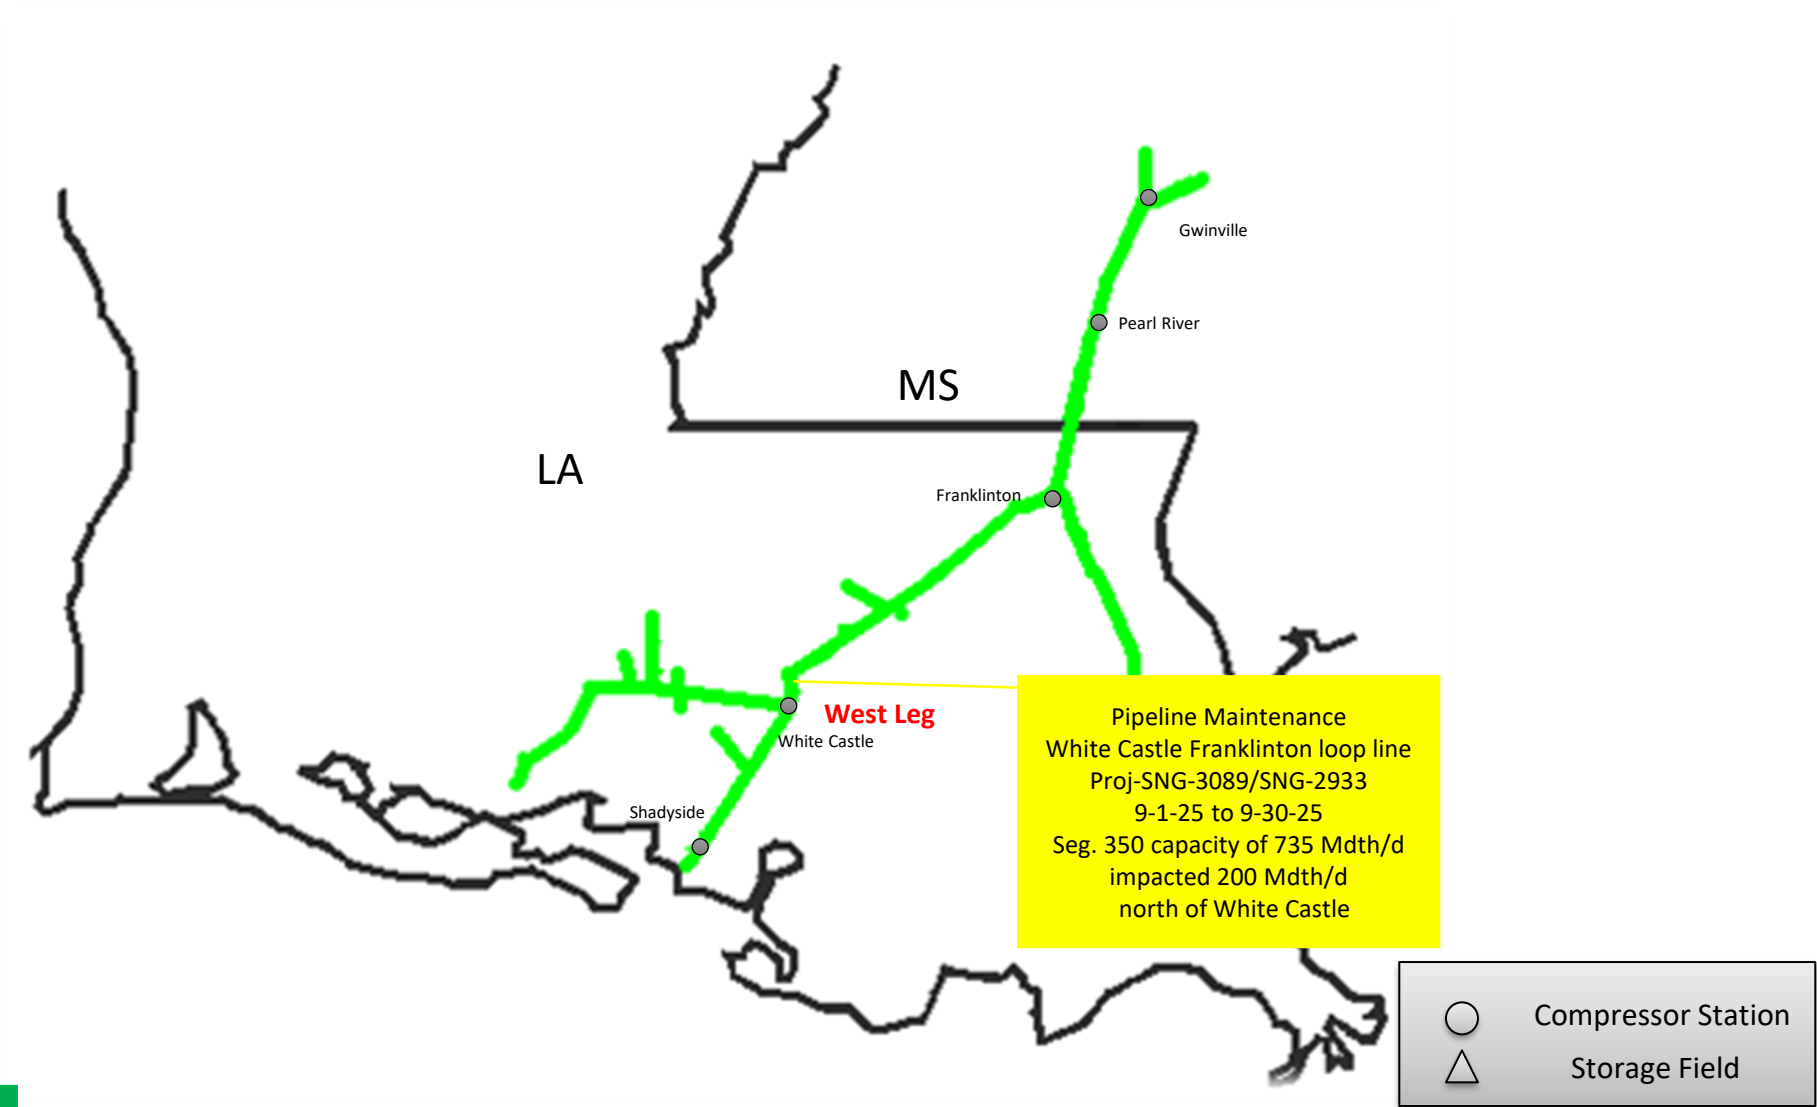 Gwinville
Pearl River
MS
LA
Franklinton
West Leg
White Castle
Shadyside
Pipeline Maintenance
White Castle Franklinton loop line
Proj-SNG-3089/SNG-2933
9-1-25 to 9-30-25
Seg. 350 capacity of 735 Mdth/d
impacted 200 Mdth/d
north of White Castle
Compressor Station
Storage Field